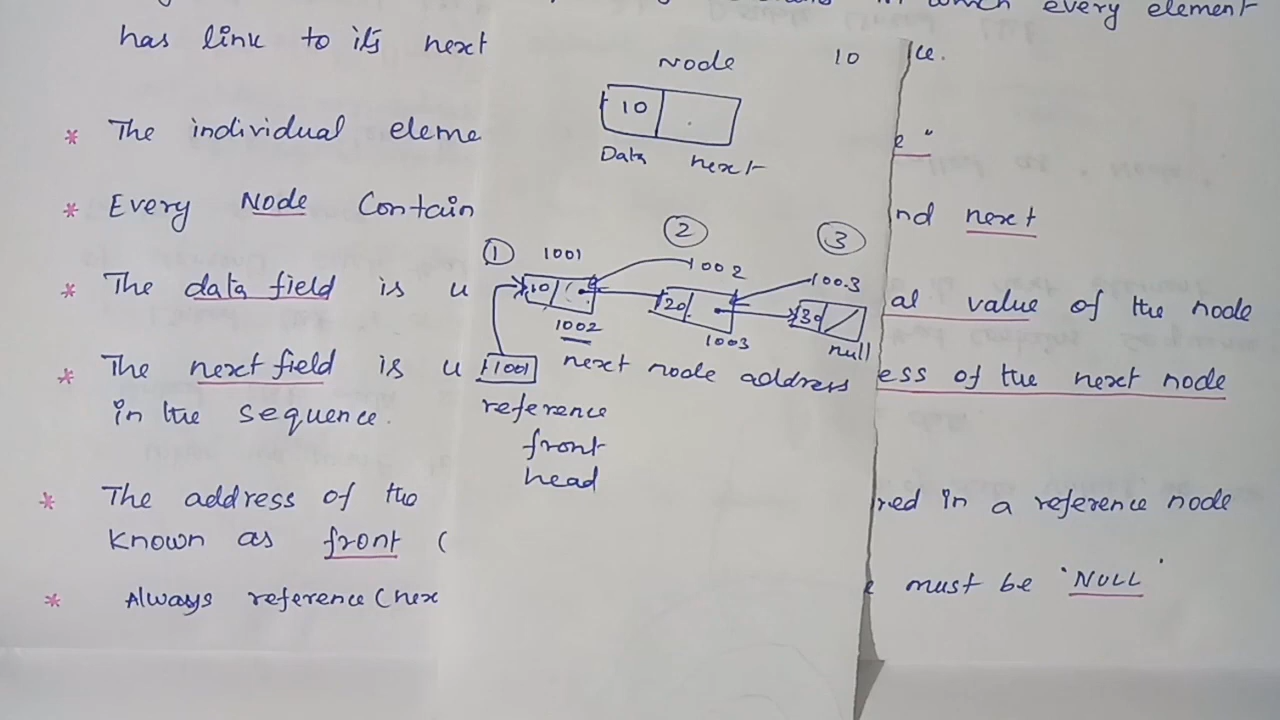 in which every element
has link to it's next
ce.
* The individual eleme
e"
* Every Node Contain
nd next
* The data field is u
al value of the node
* The next field is u
ess of the next node
in the sequence.
* The address of the
red in a reference node
known as front (
* Always reference (nex
e must be 'NULL'
Node 10
10
Data next
1 2 3
1001 1002 1003
10 20 30
1002 1003 null
1001 next node address
reference
front
head